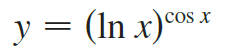 y = (ln x)^{cos x}